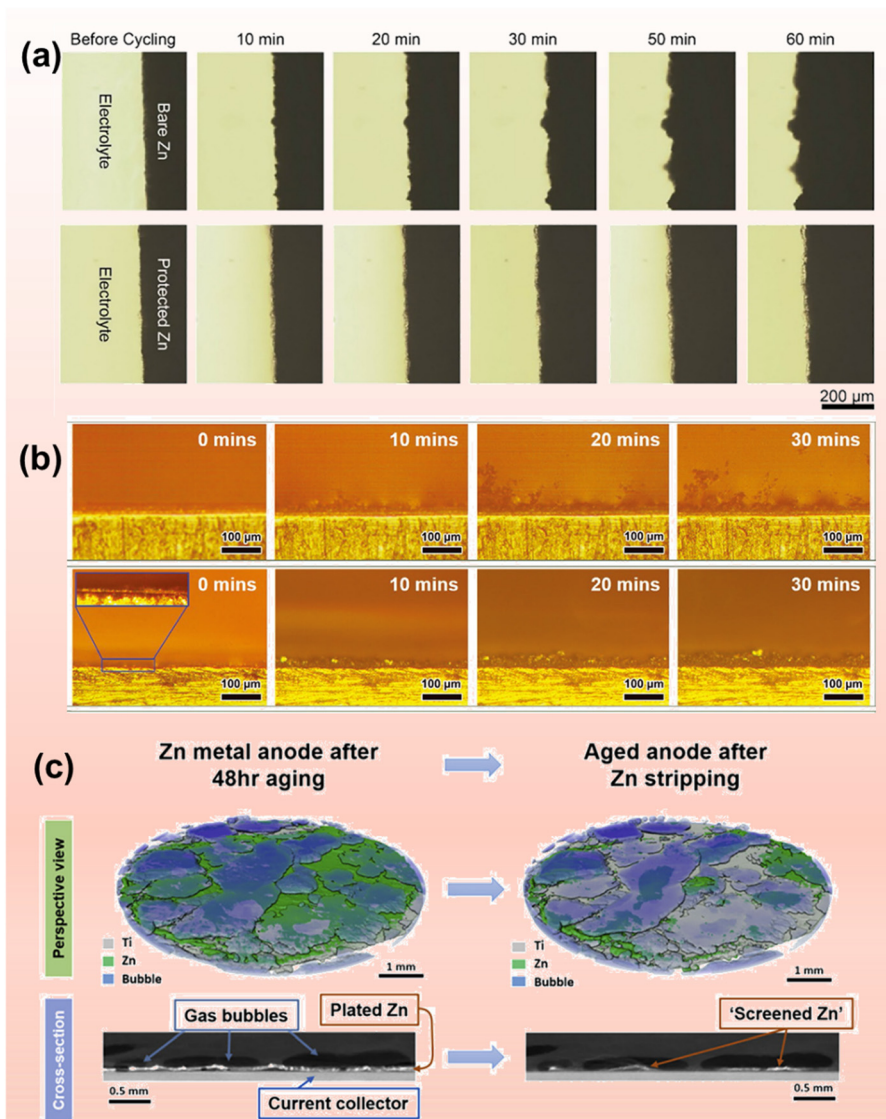 (a)
Before Cycling
10 min
20 min
30 min
50 min
60 min
Electrolyte
Bare Zn
Electrolyte
Protected Zn
200 μm
(b)
0 mins
10 mins
20 mins
30 mins
100 μm
100 μm
100 μm
100 μm
0 mins
10 mins
20 mins
30 mins
100 μm
100 μm
100 μm
100 μm
(c)
Zn metal anode after
48hr aging
Aged anode after
Zn stripping
Perspective view
Ti
Zn
Bubble
1 mm
Ti
Zn
Bubble
1 mm
Cross-section
Gas bubbles
Plated Zn
'Screened Zn'
0.5 mm
Current collector
0.5 mm